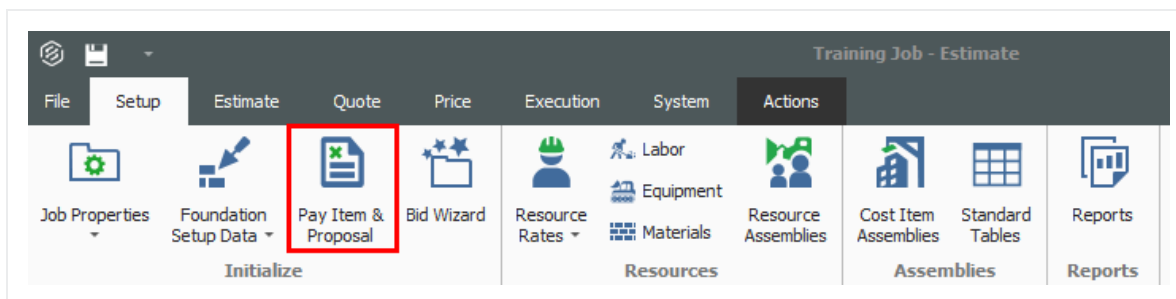 Training Job - Estimate
File Setup Estimate Quote Price Execution System Actions
Job Properties
Foundation
Setup Data
Pay Item &
Proposal
Bid Wizard
Resource
Rates
Labor
Equipment
Materials
Resource
Assemblies
Cost Item
Assemblies
Standard
Tables
Reports
Initialize Resources Assemblies Reports